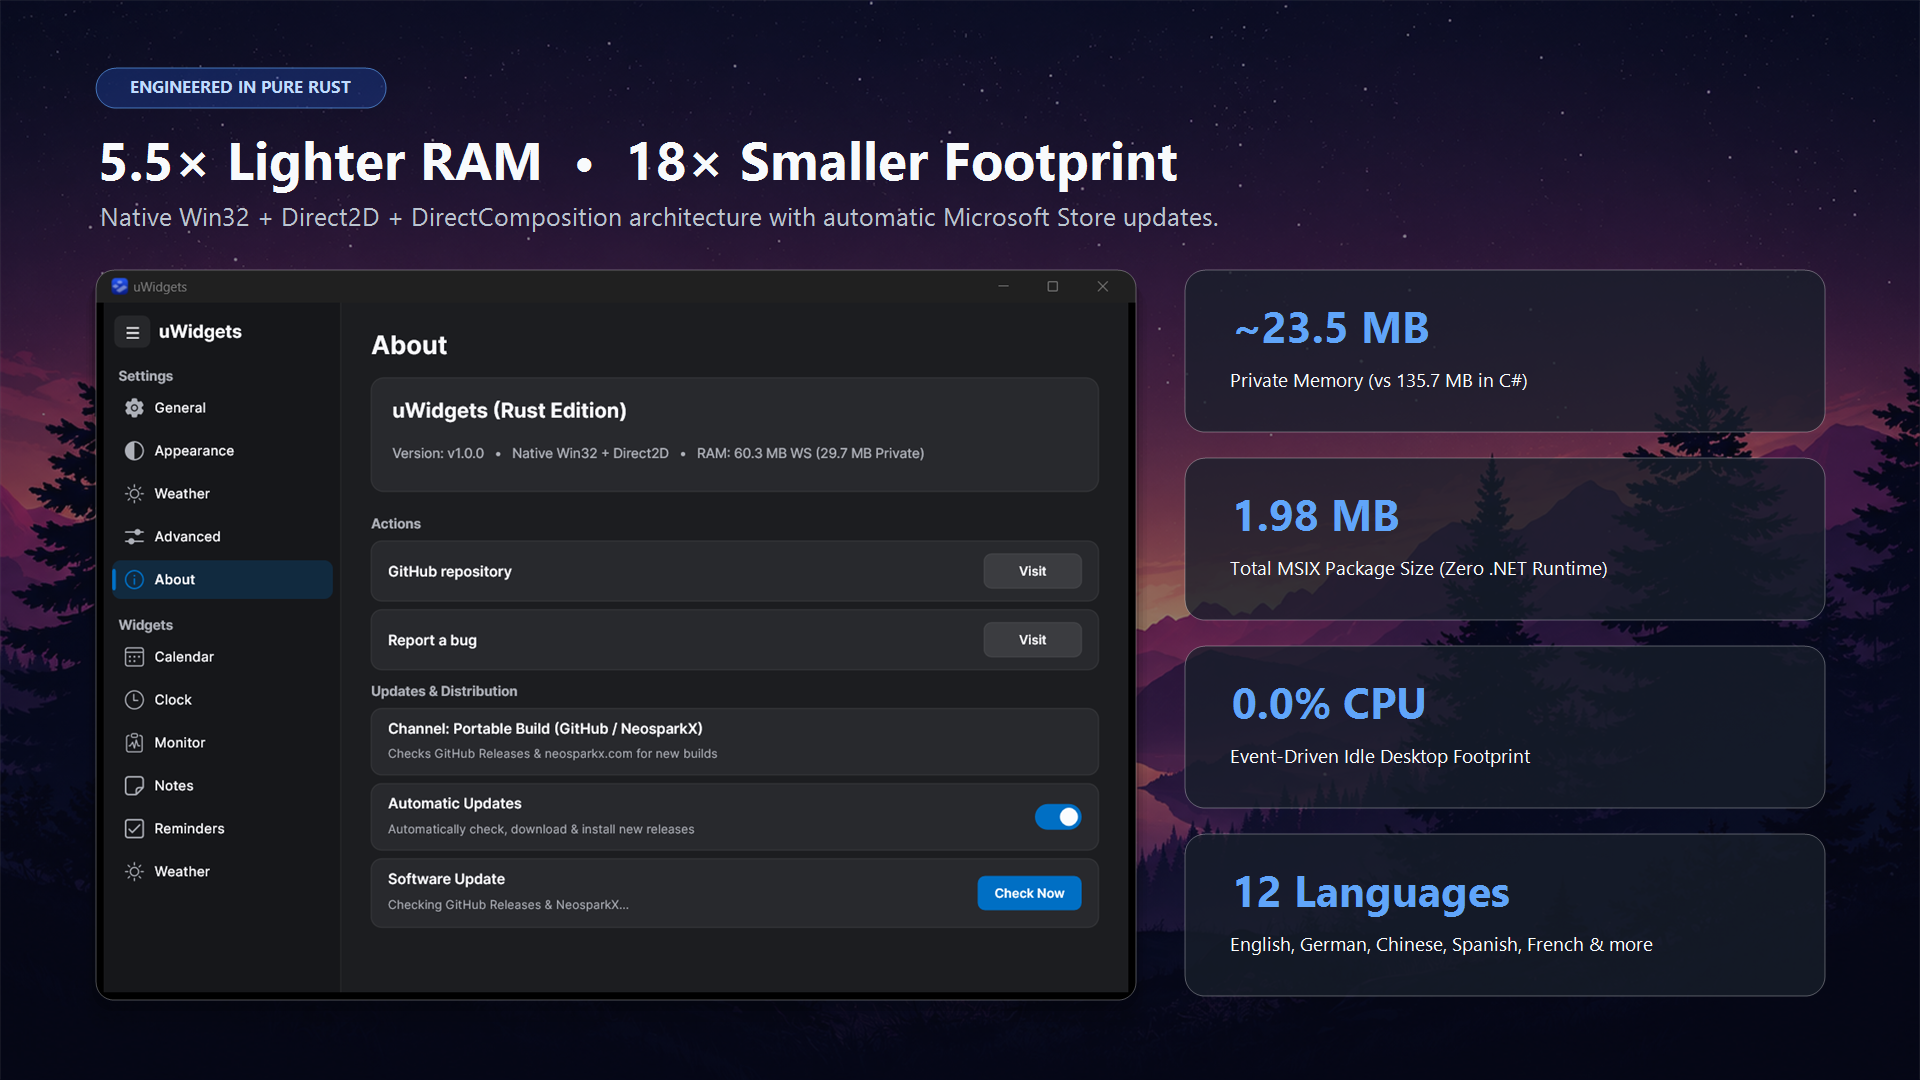 ENGINEERED IN PURE RUST
5.5× Lighter RAM • 18× Smaller Footprint
Native Win32 + Direct2D + DirectComposition architecture with automatic Microsoft Store updates.
uWidgets
uWidgets
Settings
General
Appearance
Weather
Advanced
About
Widgets
Calendar
Clock
Monitor
Notes
Reminders
Weather
About
uWidgets (Rust Edition)
Version: v1.0.0 • Native Win32 + Direct2D • RAM: 60.3 MB WS (29.7 MB Private)
Actions
GitHub repository
Visit
Report a bug
Visit
Updates & Distribution
Channel: Portable Build (GitHub / NeosparkX)
Checks GitHub Releases & neosparkx.com for new builds
Automatic Updates
Automatically check, download & install new releases
Software Update
Checking GitHub Releases & NeosparkX...
Check Now
~23.5 MB
Private Memory (vs 135.7 MB in C#)
1.98 MB
Total MSIX Package Size (Zero .NET Runtime)
0.0% CPU
Event-Driven Idle Desktop Footprint
12 Languages
English, German, Chinese, Spanish, French & more